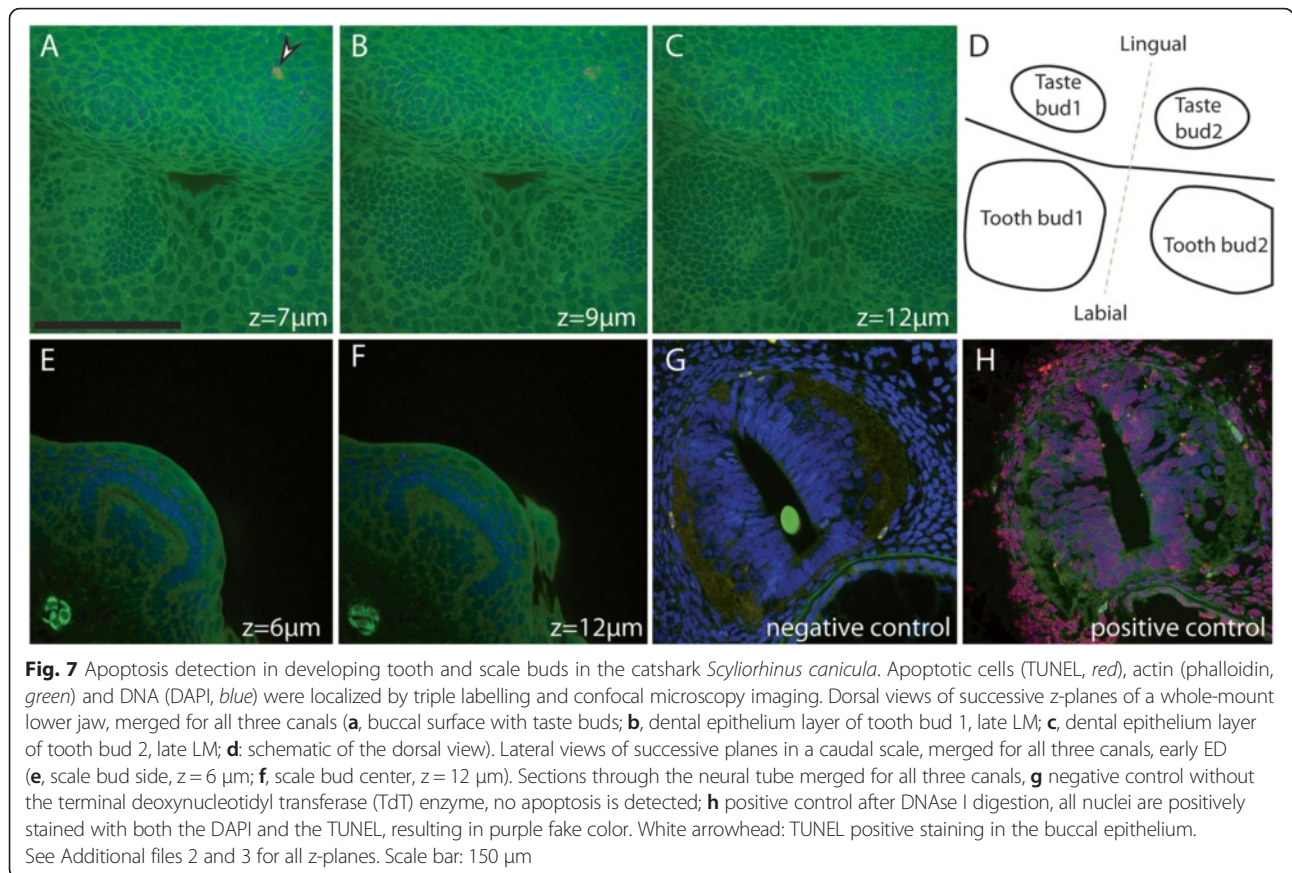 A
B
C
D
Lingual
Taste
bud1
Taste
bud2
Tooth bud1
Tooth bud2
Labial
z=7µm
z=9µm
z=12µm
E
F
G
H
z=6µm
z=12µm
negative control
positive control
Fig. 7 Apoptosis detection in developing tooth and scale buds in the catshark Scyliorhinus canicula. Apoptotic cells (TUNEL, red), actin (phalloidin,
green) and DNA (DAPI, blue) were localized by triple labelling and confocal microscopy imaging. Dorsal views of successive z-planes of a whole-mount
lower jaw, merged for all three canals (a, buccal surface with taste buds; b, dental epithelium layer of tooth bud 1, late LM; c, dental epithelium layer
of tooth bud 2, late LM; d: schematic of the dorsal view). Lateral views of successive planes in a caudal scale, merged for all three canals, early ED
(e, scale bud side, z = 6 µm; f, scale bud center, z = 12 µm). Sections through the neural tube merged for all three canals, g negative control without
the terminal deoxynucleotidyl transferase (TdT) enzyme, no apoptosis is detected; h positive control after DNAse I digestion, all nuclei are positively
stained with both the DAPI and the TUNEL, resulting in purple fake color. White arrowhead: TUNEL positive staining in the buccal epithelium.
See Additional files 2 and 3 for all z-planes. Scale bar: 150 µm